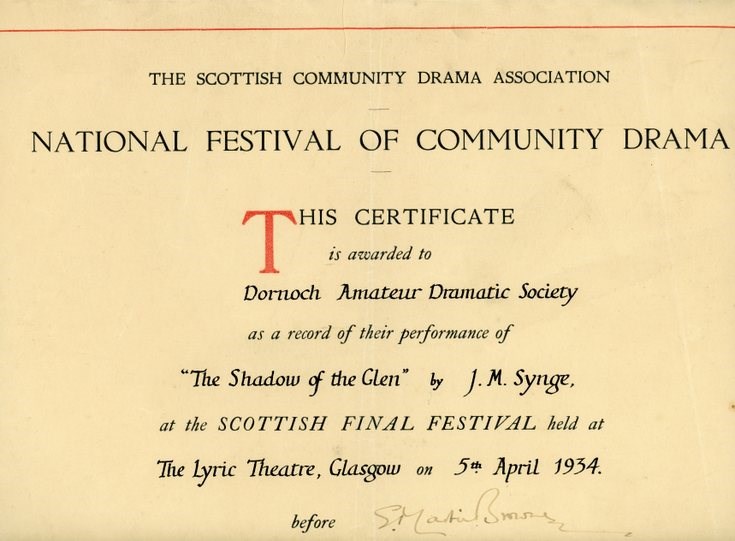 THE SCOTTISH COMMUNITY DRAMA ASSOCIATION
NATIONAL FESTIVAL OF COMMUNITY DRAMA
THIS CERTIFICATE
is awarded to
Dornoch Amateur Dramatic Society
as a record of their performance of
"The Shadow of the Glen" by J. M. Synge,
at the SCOTTISH FINAL FESTIVAL held at
The Lyric Theatre, Glasgow on 5th April 1934.
before E. Martin Browne